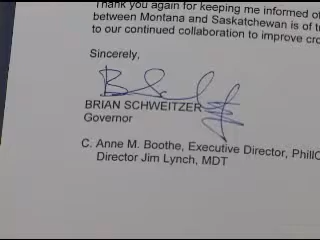 Thank you again for keeping me informed of
between Montana and Saskatchewan is of
to our continued collaboration to improve
Sincerely,
BRIAN SCHWEITZER
Governor
C. Anne M. Boothe, Executive Director,
Director Jim Lynch, MDT